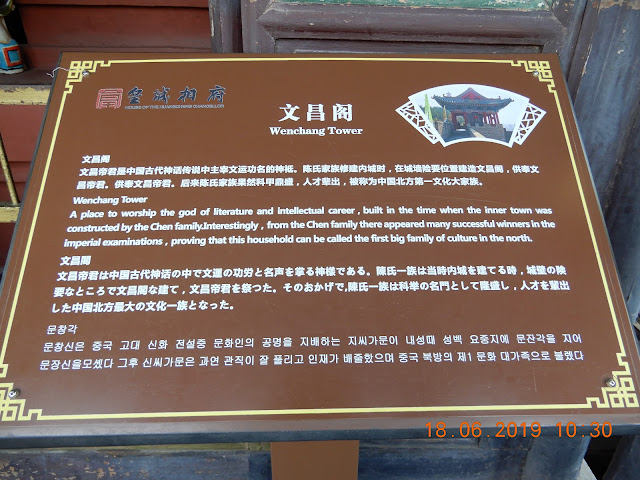 皇城相府
HOUSE OF THE HUANGCHENG CHANCELLOR
文昌阁
Wenchang Tower
文昌阁
文昌帝君是中国古代神话传说中主宰文运功名的神祇。陈氏家族修建内城时，在城墙险要位置建造文昌阁，供奉文
昌帝君。供奉文昌帝君。后来陈氏家族果然科甲鼎盛，人才辈出，被称为中国北方第一文化大家族。
Wenchang Tower
A place to worship the god of literature and intellectual career, built in the time when the inner town was
constructed by the Chen family.Interestingly, from the Chen family there appeared many successful winners in the
imperial examinations, proving that this household can be called the first big family of culture in the north.
文昌閣
文昌帝君は中国古代神話の中で文運の功労と名声を掌る神様である。陳氏一族は当時内城を建てる時，城壁の険
要なところで文昌閣な建て，文昌帝君を祭つた。そのおかげで,陳氏一族は科挙の名門として隆盛し，人才を輩出
した中国北方最大の文化一族となった。
문창각
문창신은 중국 고대 신화 전설중 문화인의 공명을 지배하는 지씨가문이 내성때 성벽 요중지에 문잔각을 지어
문장신을모셌다 그후 신씨가문은 과연 관직이 잘 풀리고 인재가 배출했으며 중국 북방의 제1 문화 대가족으로 불렸다
18.06.2019 10.30